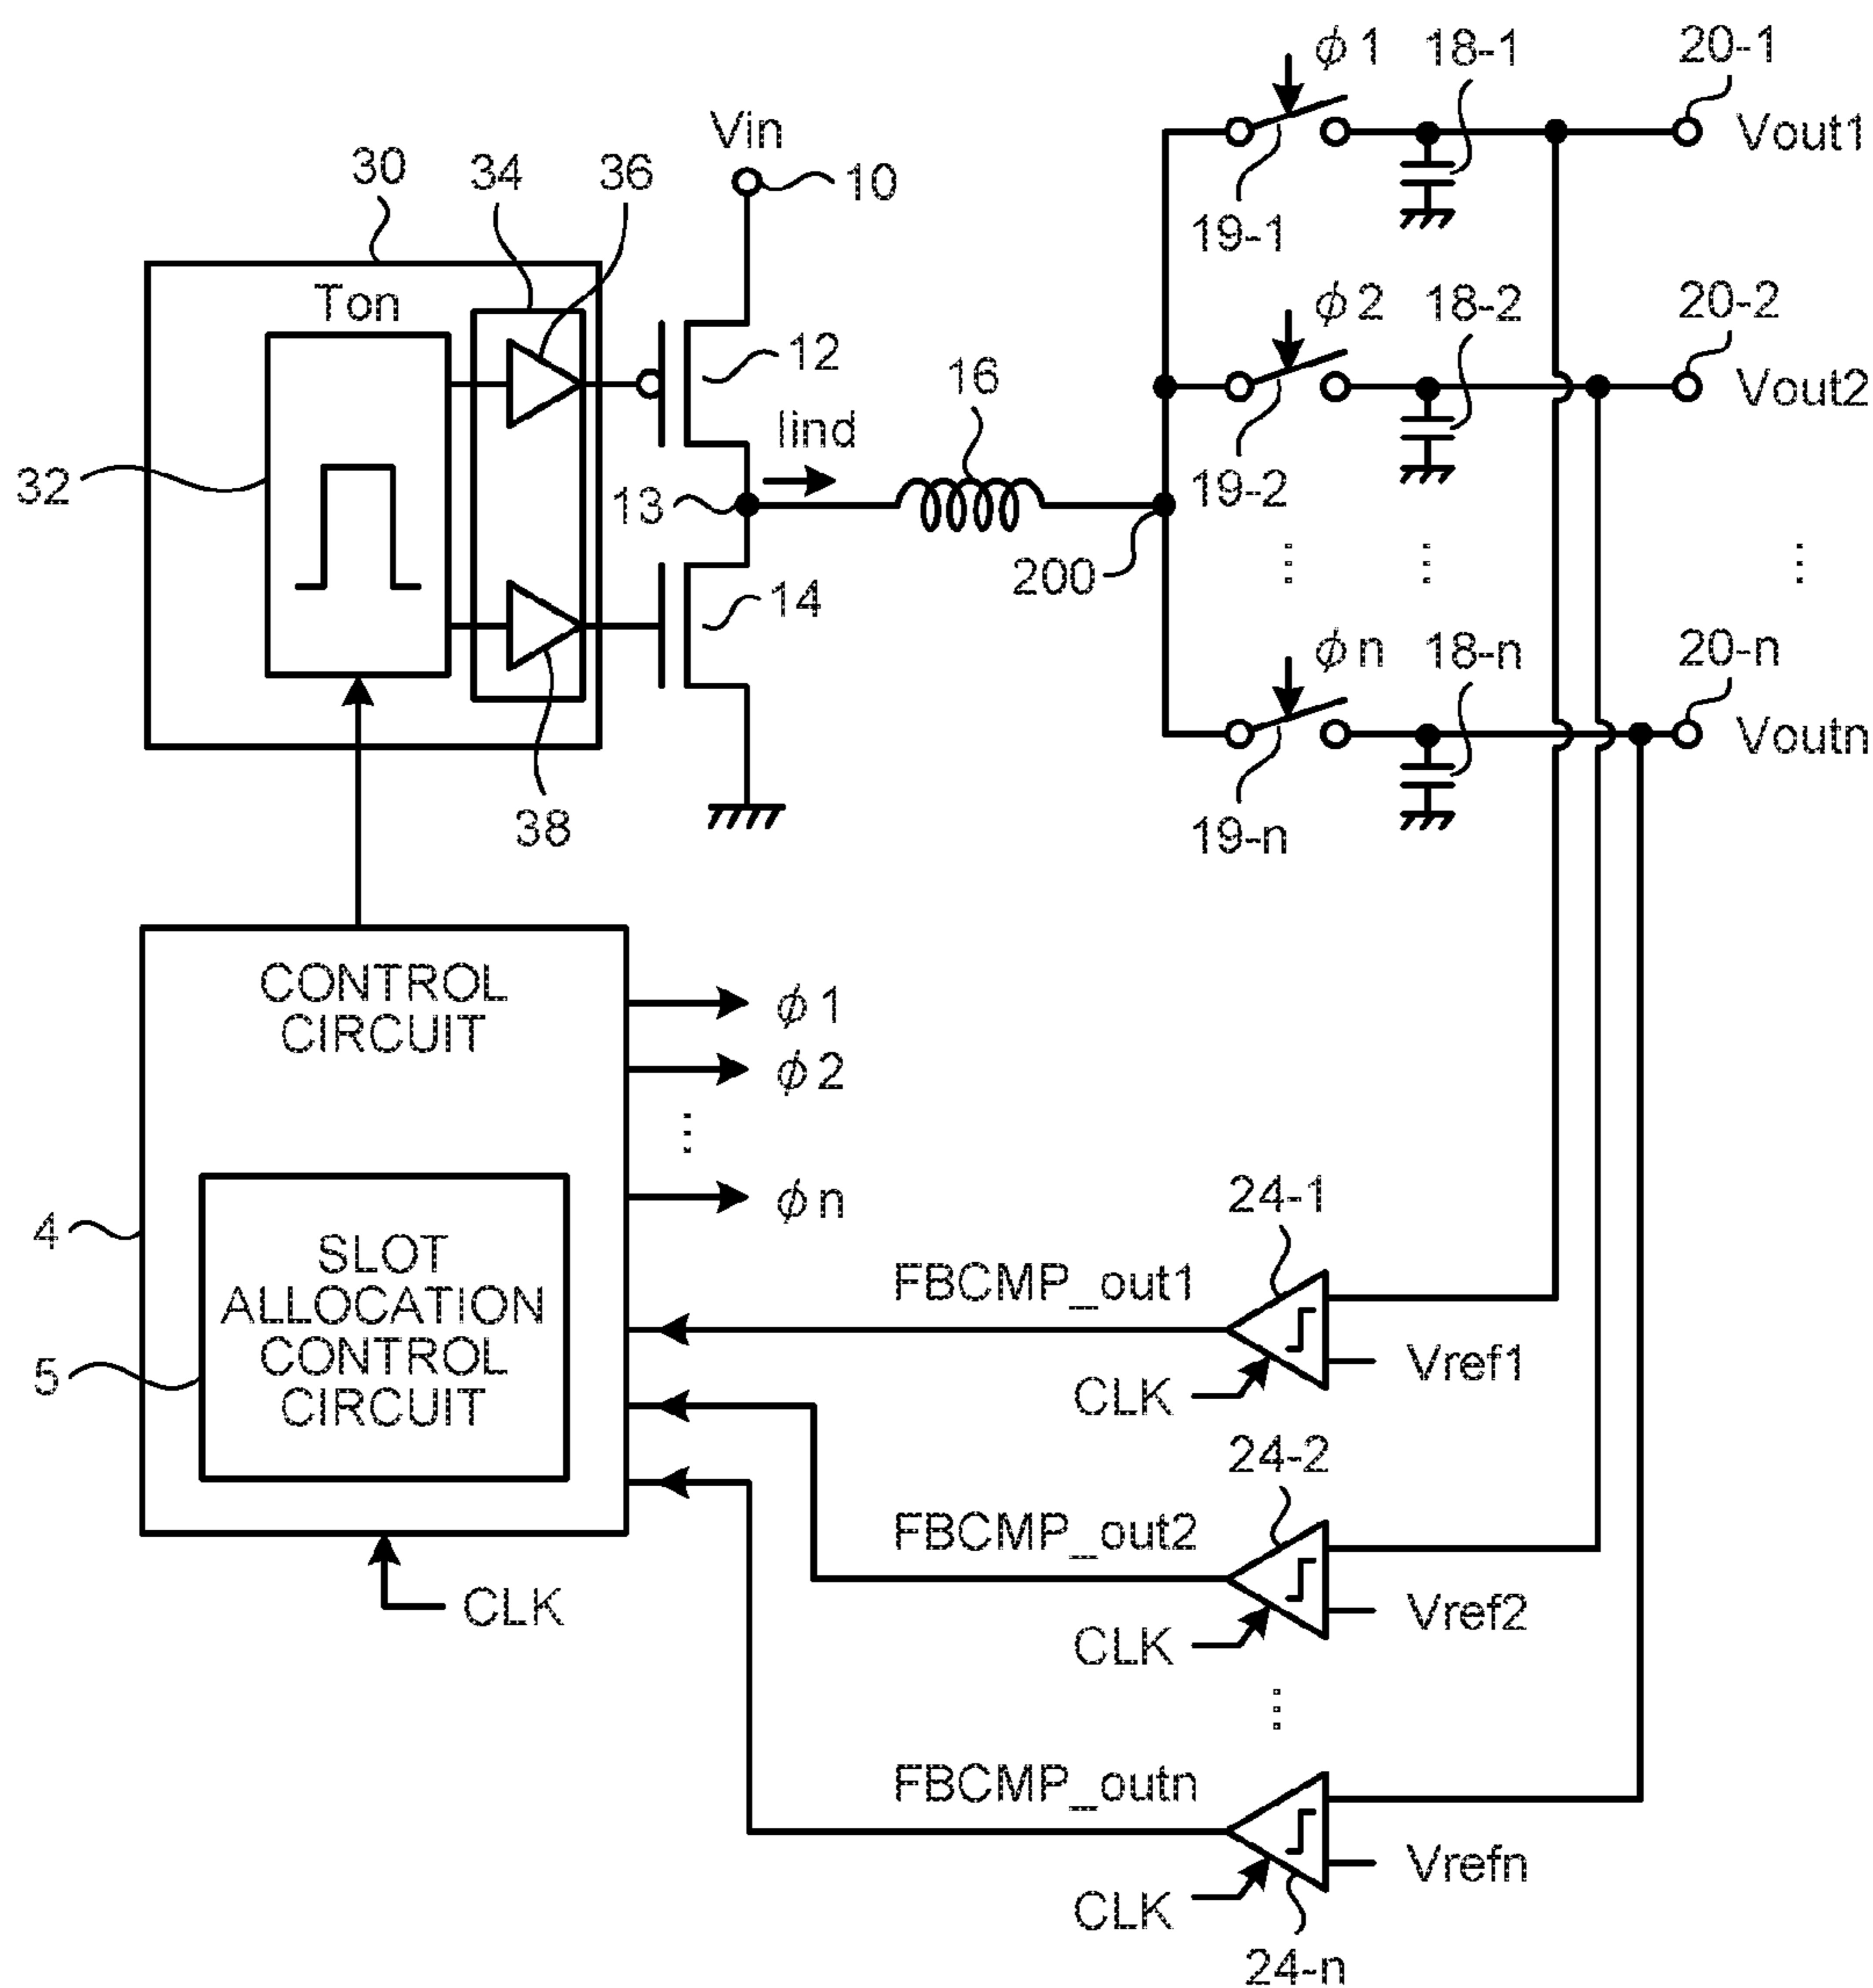 φ1
18-1
20-1
Vin
Vout1
30
34
36
10
19-1
Ton
φ2
18-2
20-2
12
Iind
16
Vout2
32
13
19-2
200
14
φn
18-n
20-n
Voutn
38
19-n
CONTROL
CIRCUIT
φ1
φ2
φn
4
SLOT
ALLOCATION
CONTROL
CIRCUIT
5
24-1
FBCMP_out1
Vref1
CLK
24-2
FBCMP_out2
Vref2
CLK
CLK
FBCMP_outn
Vrefn
CLK
24-n